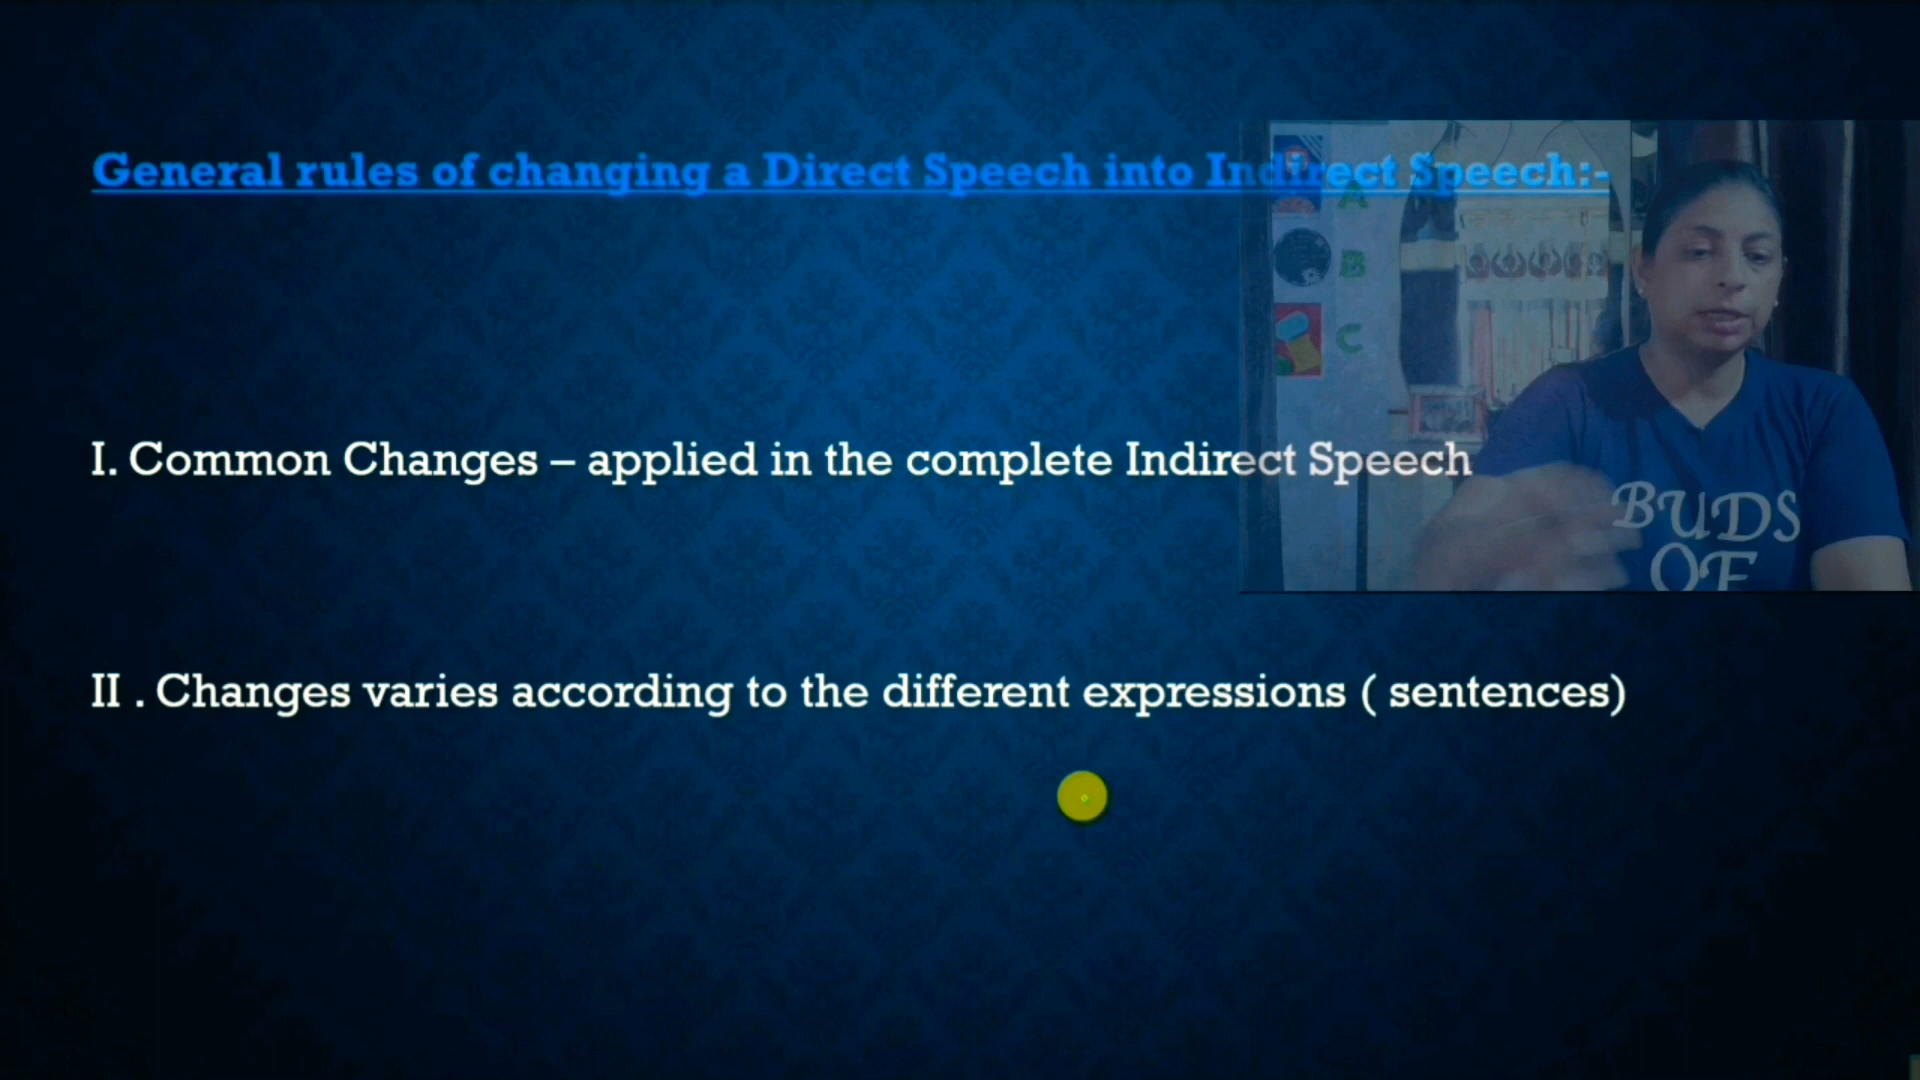 General rules of changing a Direct Speech into Indirect Speech:-
A
B
C
I. Common Changes – applied in the complete Indirect Speech
BUDS
OF
II . Changes varies according to the different expressions ( sentences)